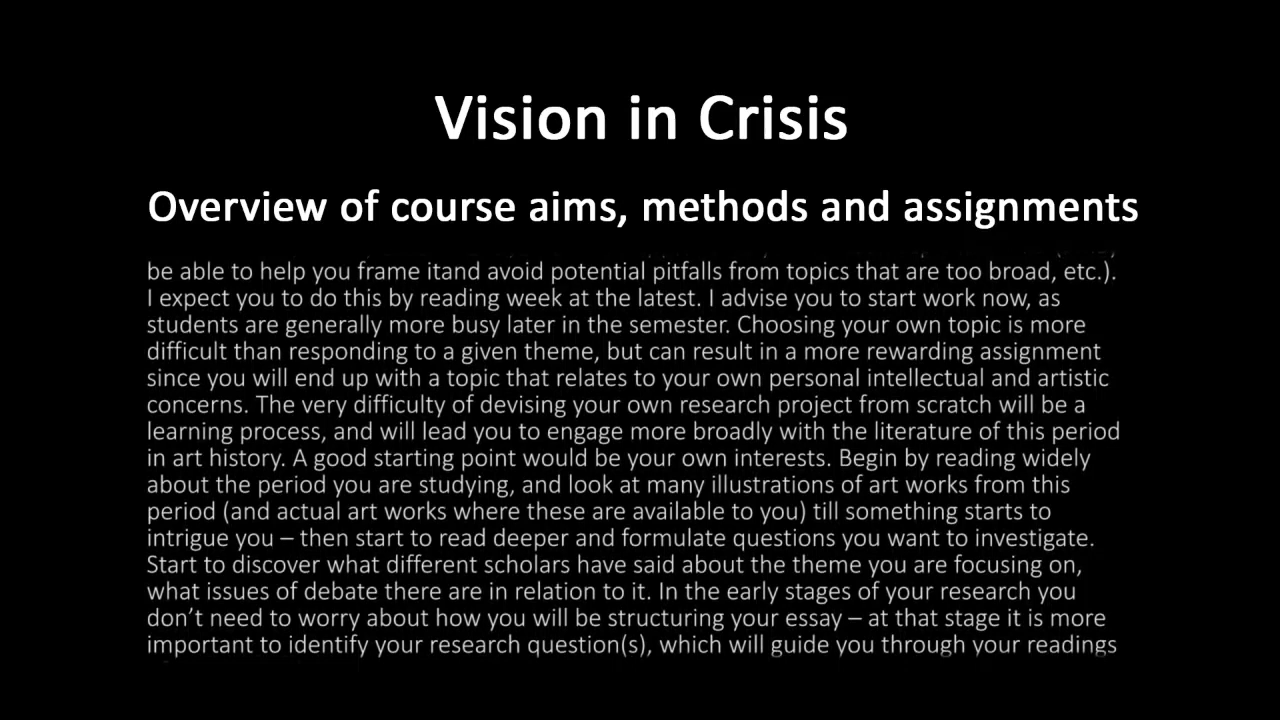 Vision in Crisis
Overview of course aims, methods and assignments
be able to help you frame itand avoid potential pitfalls from topics that are too broad, etc.).
I expect you to do this by reading week at the latest. I advise you to start work now, as
students are generally more busy later in the semester. Choosing your own topic is more
difficult than responding to a given theme, but can result in a more rewarding assignment
since you will end up with a topic that relates to your own personal intellectual and artistic
concerns. The very difficulty of devising your own research project from scratch will be a
learning process, and will lead you to engage more broadly with the literature of this period
in art history. A good starting point would be your own interests. Begin by reading widely
about the period you are studying, and look at many illustrations of art works from this
period (and actual art works where these are available to you) till something starts to
intrigue you – then start to read deeper and formulate questions you want to investigate.
Start to discover what different scholars have said about the theme you are focusing on,
what issues of debate there are in relation to it. In the early stages of your research you
don’t need to worry about how you will be structuring your essay – at that stage it is more
important to identify your research question(s), which will guide you through your readings